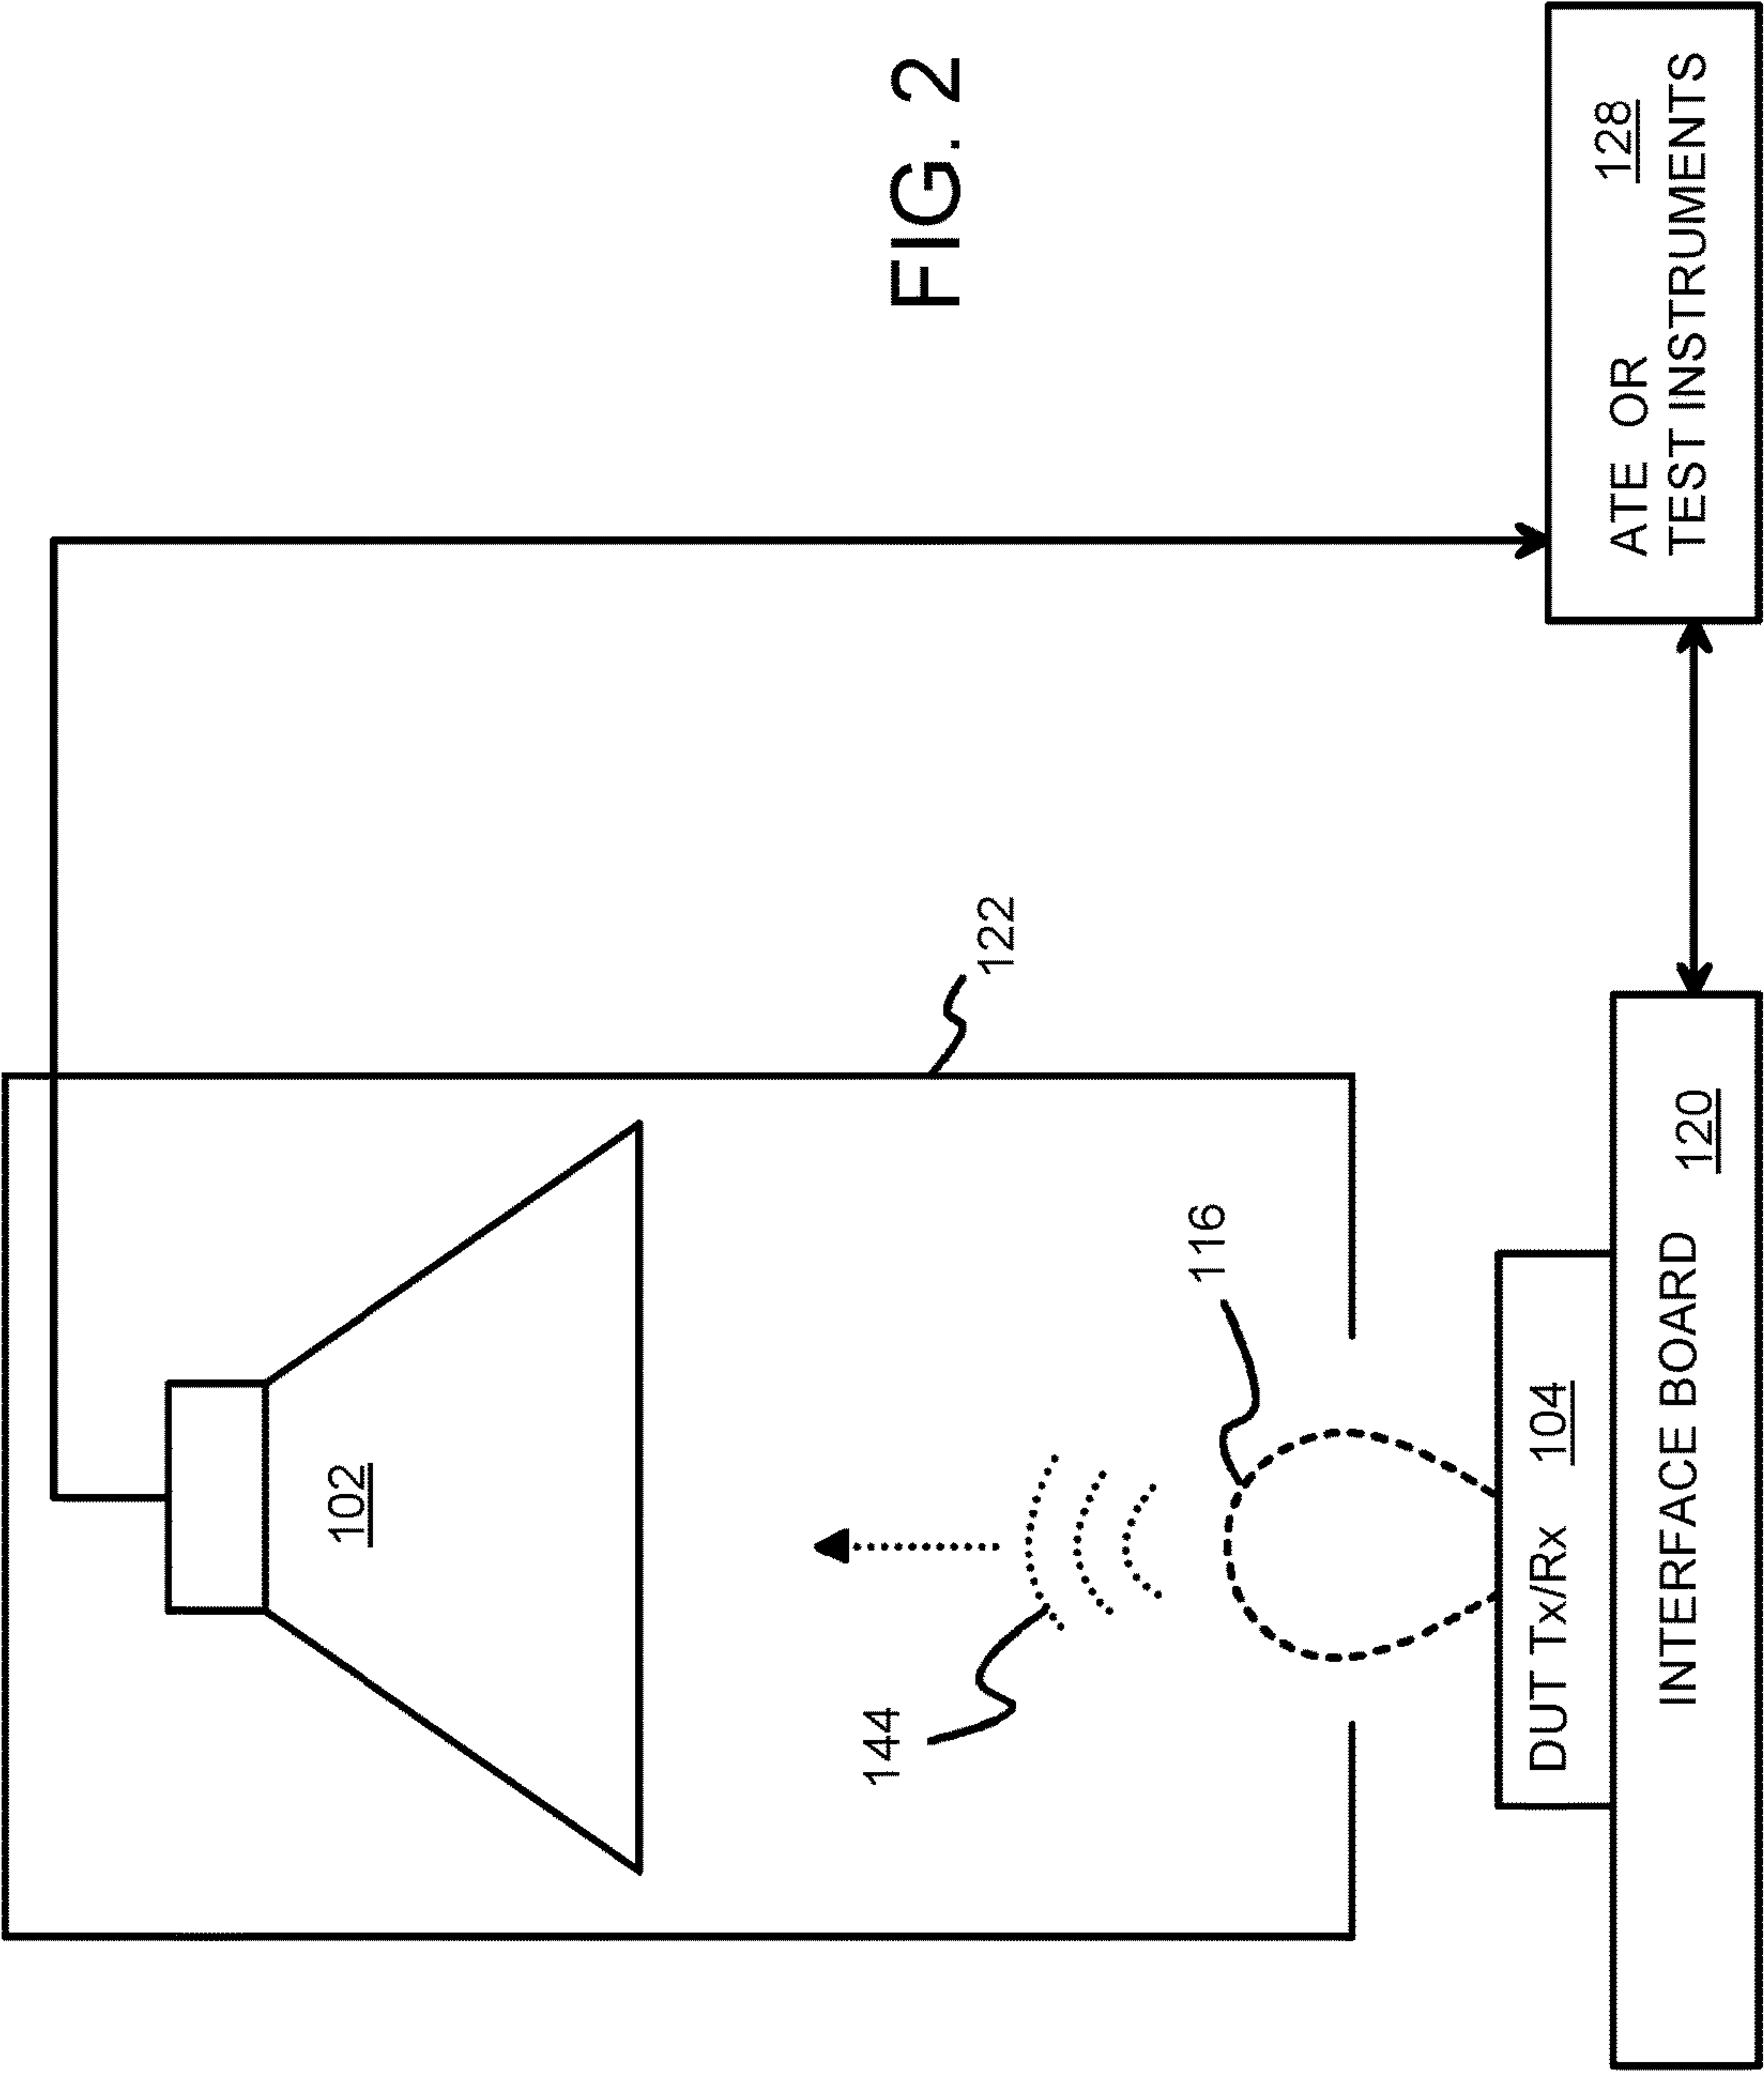 102
144
116
122
DUT Tx/Rx 104
INTERFACE BOARD 120
FIG. 2
128
ATE OR
TEST INSTRUMENTS